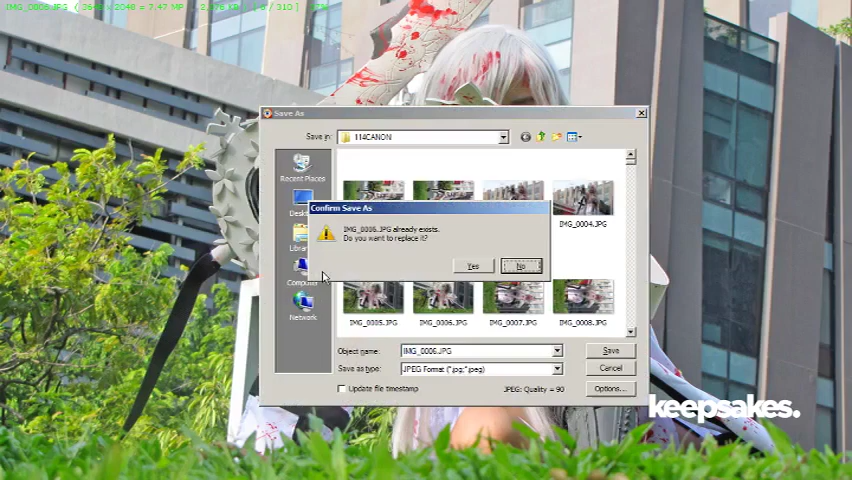 IMG_0006.JPG
Save As
Save in:
114CANON
Recent Places
Computer
Network
IMG_0004.JPG
Confirm Save As
IMG_0006.JPG already exists.
Do you want to replace it?
Yes
No
IMG_0005.JPG
IMG_0006.JPG
IMG_0007.JPG
IMG_0008.JPG
Object name:
IMG_0006.JPG
Save
Save as type:
JPEG Format (*.jpg;*.jpeg)
Cancel
Update file timestamp
JPEG: Quality = 90
Options...
keepsakes.